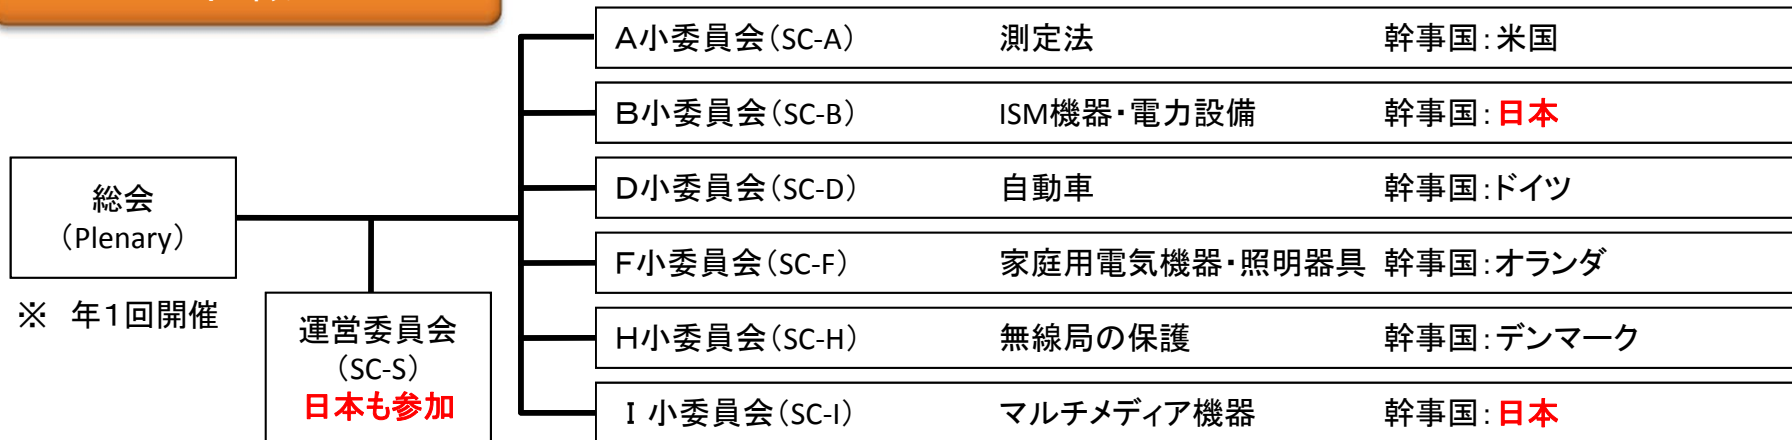 A小委員会(SC-A) 測定法 幹事国:米国
B小委員会(SC-B) ISM機器・電力設備 幹事国:日本
D小委員会(SC-D) 自動車 幹事国:ドイツ
F小委員会(SC-F) 家庭用電気機器・照明器具 幹事国:オランダ
H小委員会(SC-H) 無線局の保護 幹事国:デンマーク
I小委員会(SC-I) マルチメディア機器 幹事国:日本
総会
(Plenary)
※ 年1回開催
運営委員会
(SC-S)
日本も参加